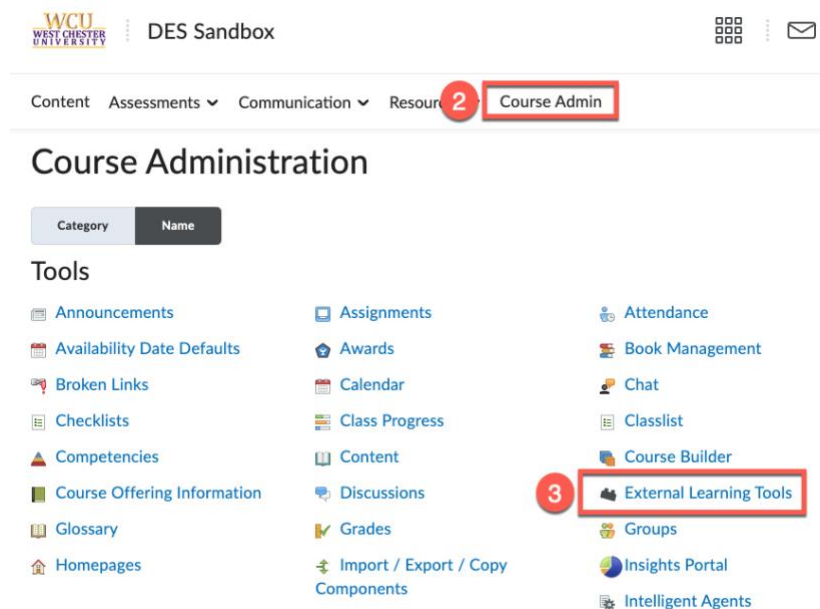 WCU
WEST CHESTER
UNIVERSITY
DES Sandbox
Content Assessments Communication Resour 2 Course Admin
Course Administration
Category Name
Tools
Announcements Assignments Attendance
Availability Date Defaults Awards Book Management
Broken Links Calendar Chat
Checklists Class Progress Classlist
Competencies Content Course Builder
Course Offering Information Discussions 3 External Learning Tools
Glossary Grades Groups
Homepages Import / Export / Copy Insights Portal
Components
Intelligent Agents